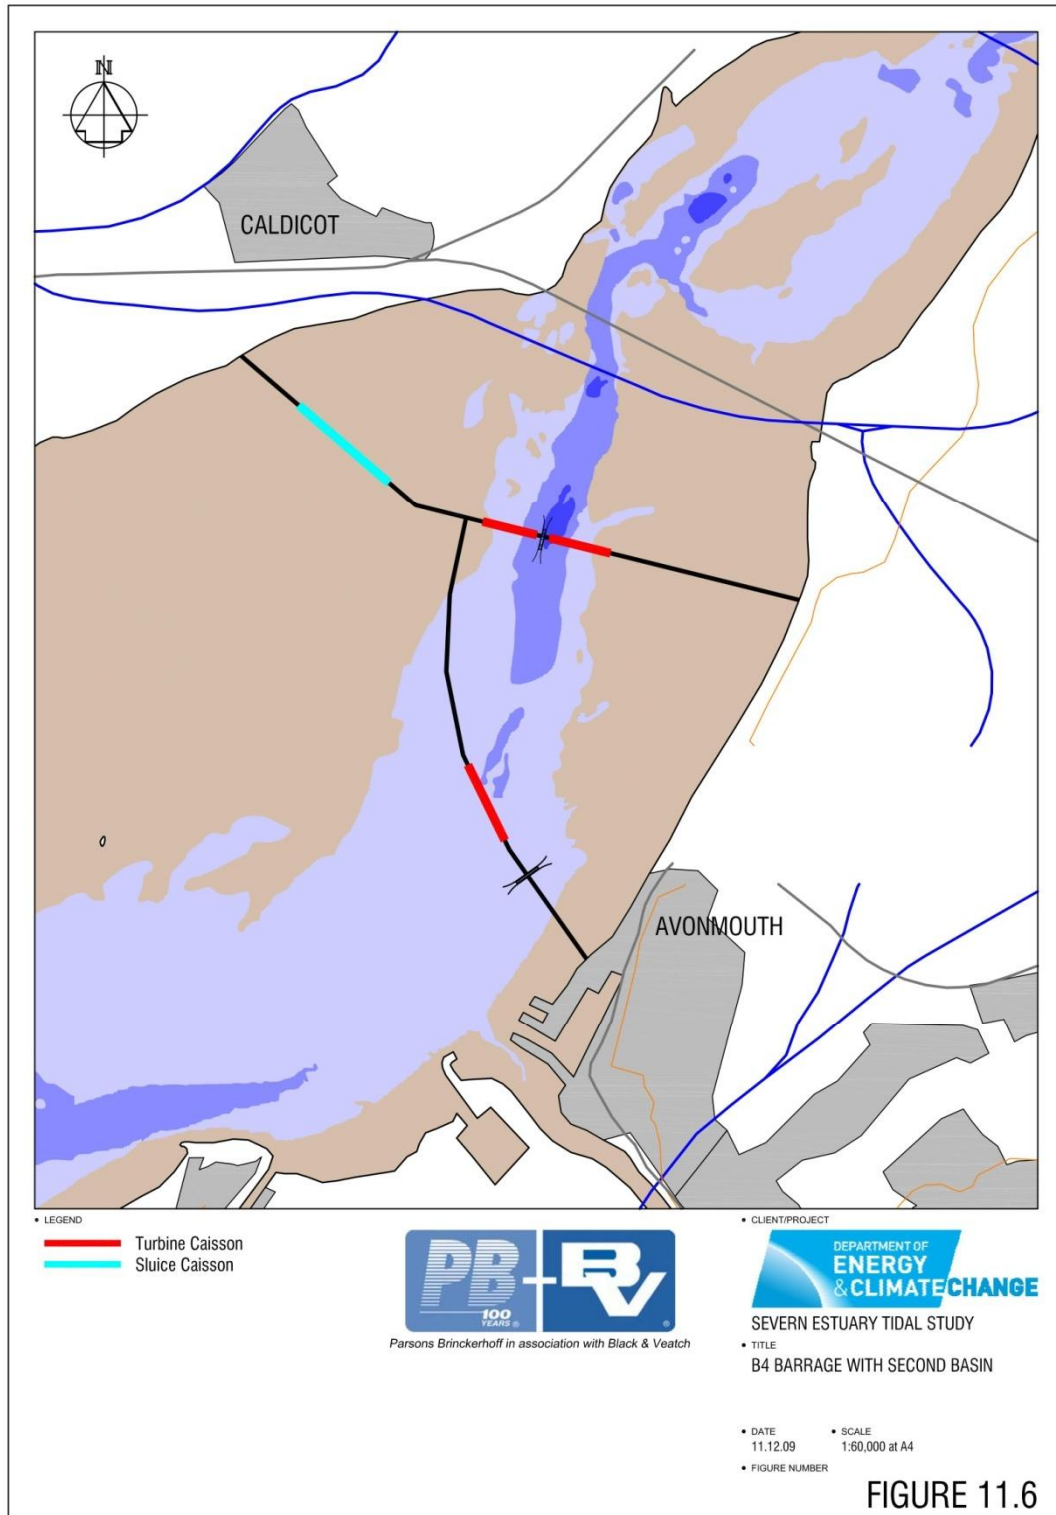 N
CALDICOT
AVONMOUTH
• LEGEND
Turbine Caisson
Sluice Caisson
PB
100
YEARS ®
+
BV
®
Parsons Brinckerhoff in association with Black & Veatch
• CLIENT/PROJECT
DEPARTMENT OF
ENERGY
& CLIMATE CHANGE
SEVERN ESTUARY TIDAL STUDY
• TITLE
B4 BARRAGE WITH SECOND BASIN
• DATE
11.12.09
• SCALE
1:60,000 at A4
• FIGURE NUMBER
FIGURE 11.6